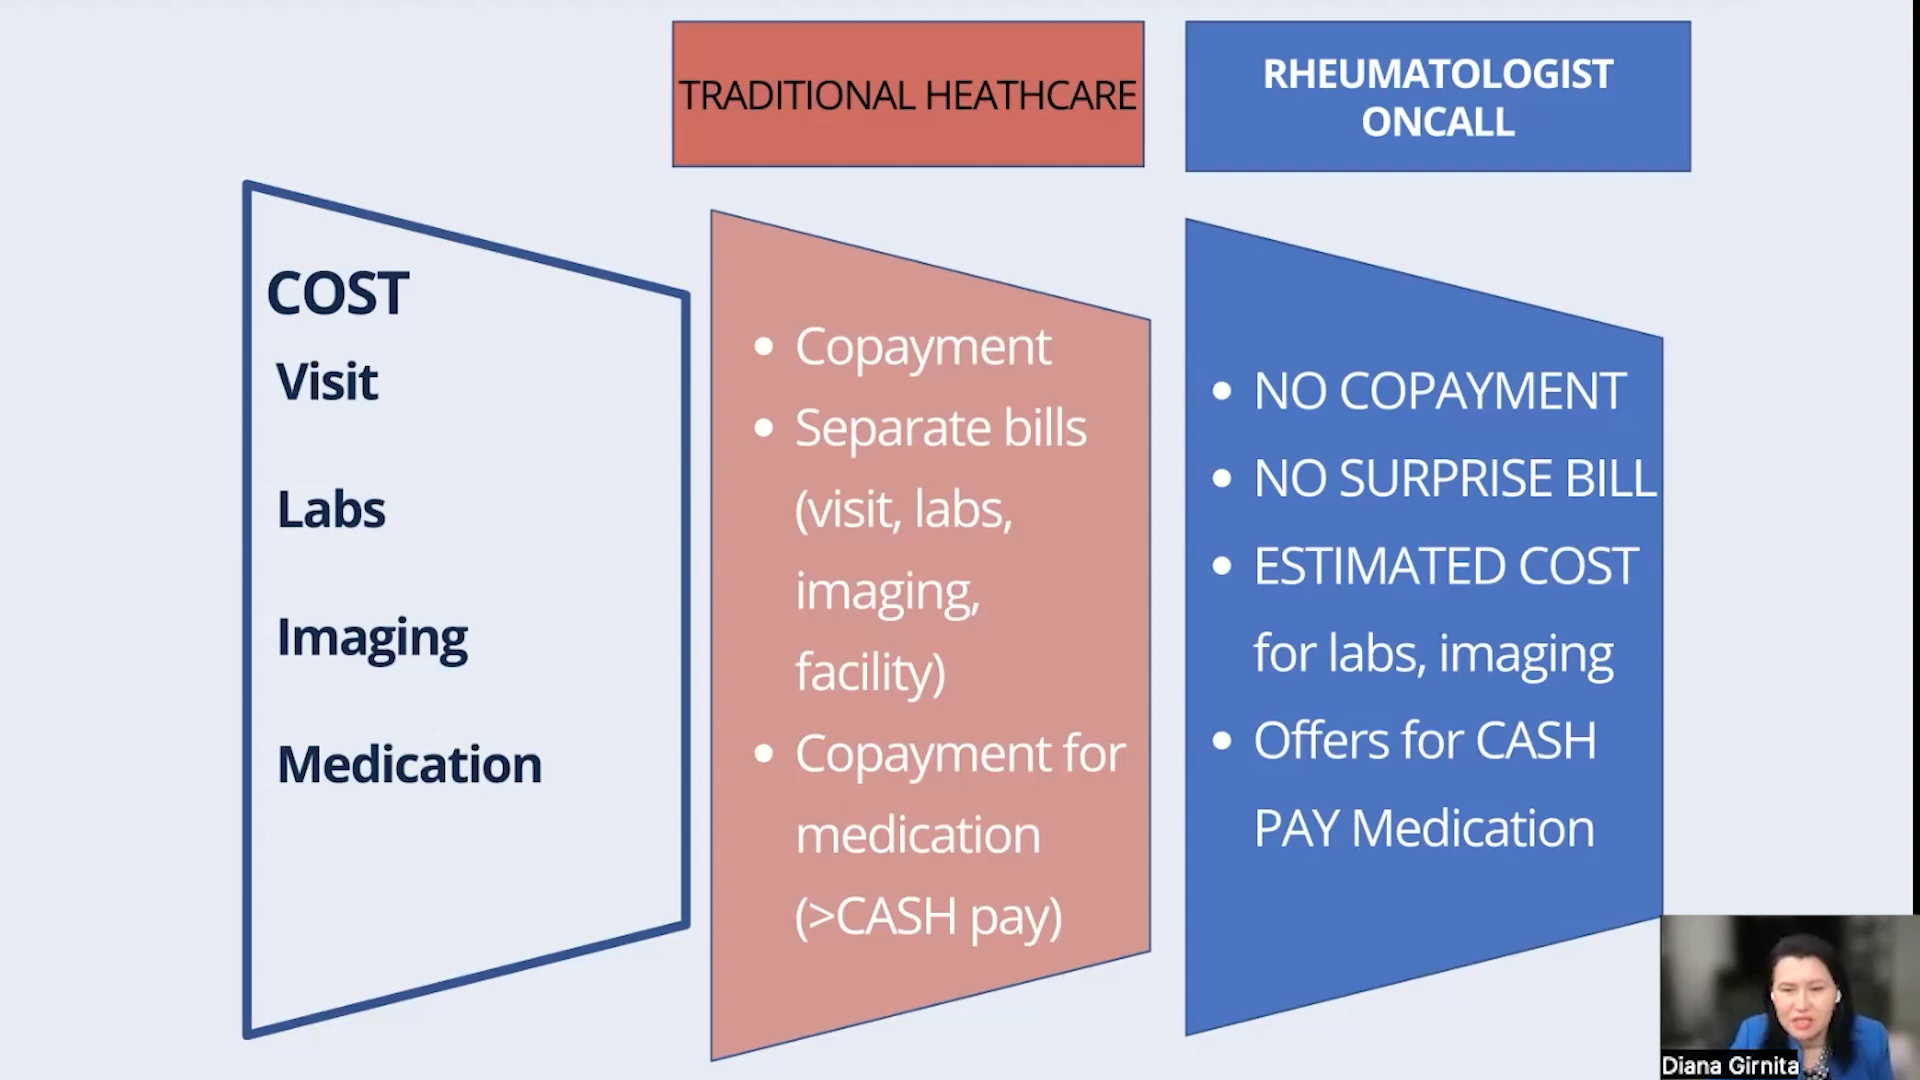 TRADITIONAL HEATHCARE
RHEUMATOLOGIST
ONCALL
COST
Visit
Labs
Imaging
Medication
• Copayment
• Separate bills
(visit, labs,
imaging,
facility)
• Copayment for
medication
(>CASH pay)
• NO COPAYMENT
• NO SURPRISE BILL
• ESTIMATED COST
for labs, imaging
• Offers for CASH
PAY Medication
Diana Girnita